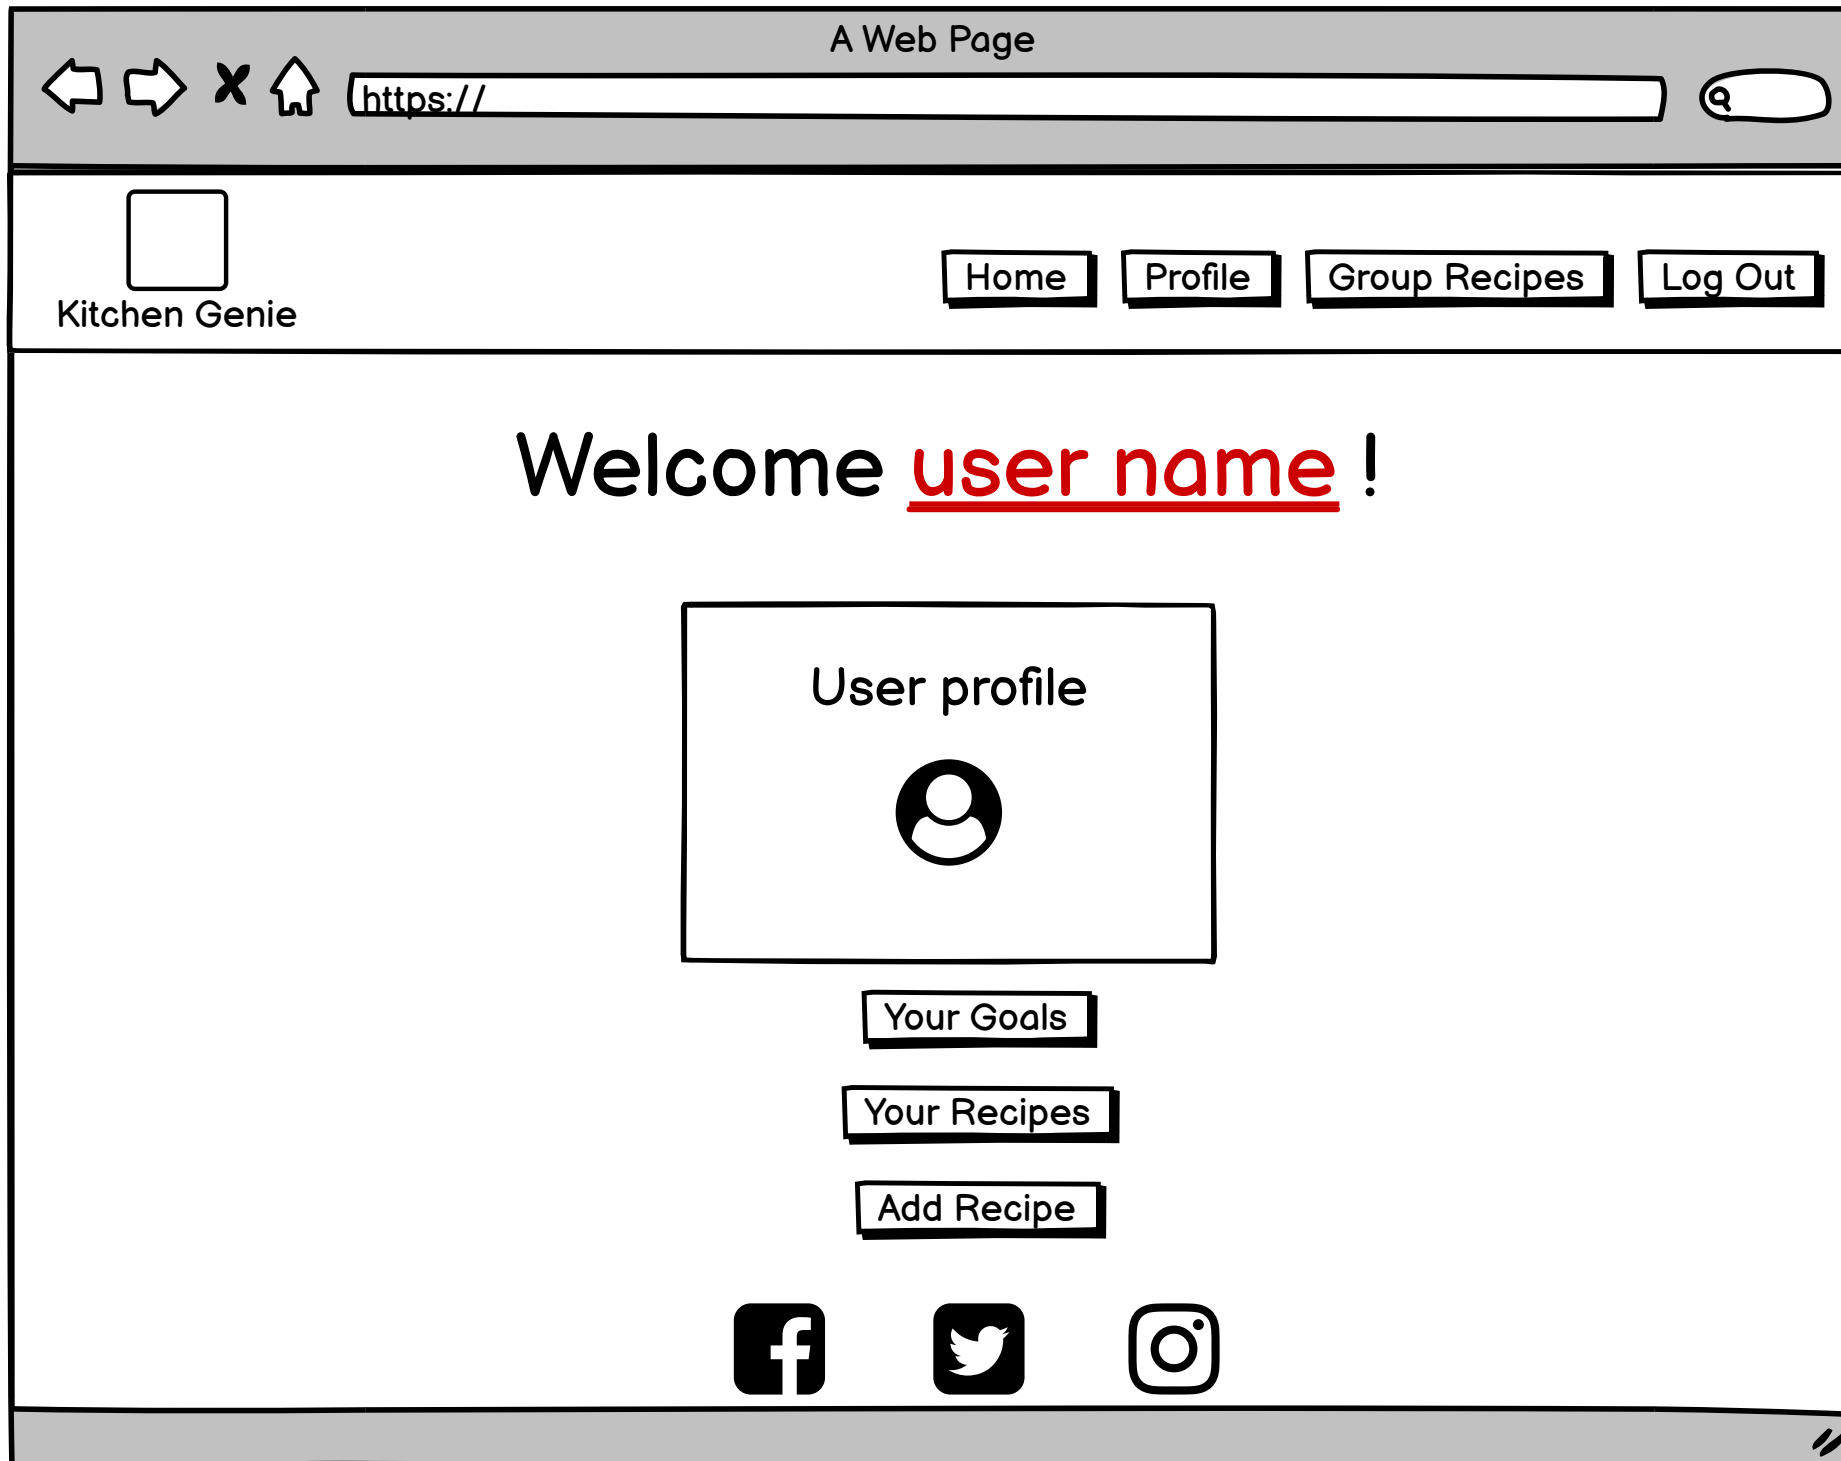 A Web Page
https://
Kitchen Genie
Home Profile Group Recipes Log Out
Welcome user name !
User profile
Your Goals
Your Recipes
Add Recipe